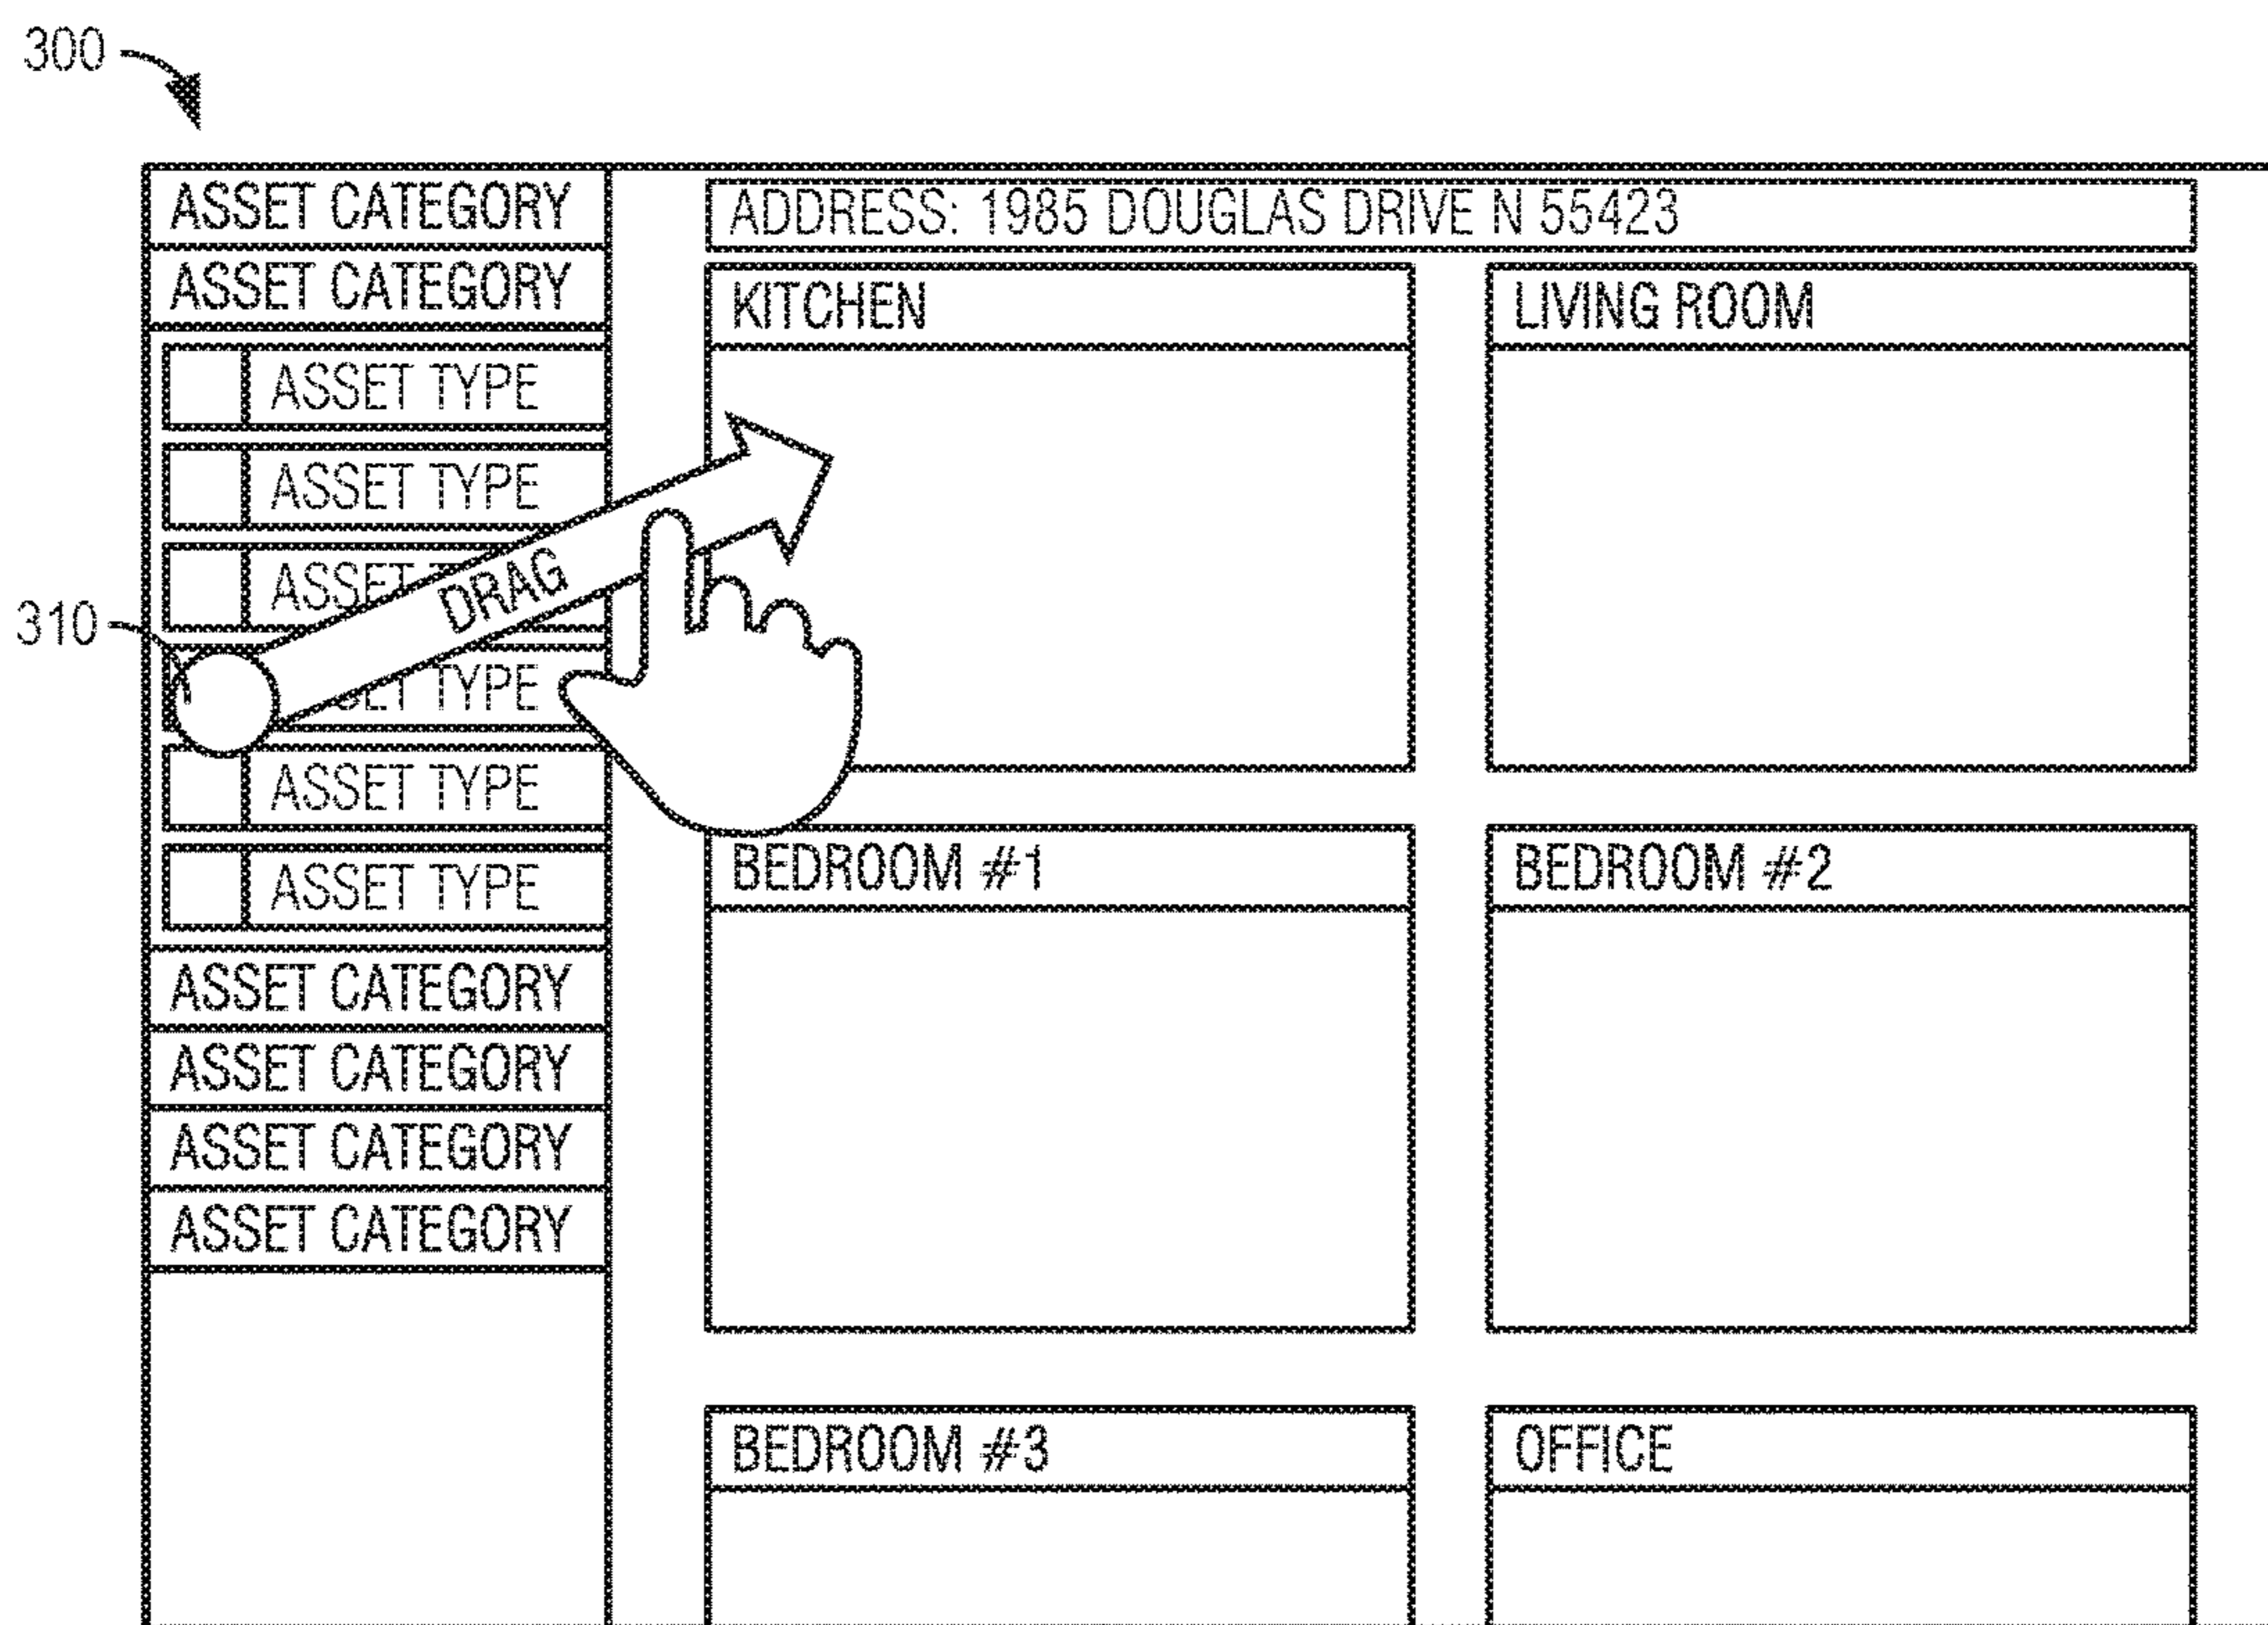 300
ASSET CATEGORY
ASSET CATEGORY
ASSET TYPE
ASSET TYPE
ASSET
310
TYPE
ASSET TYPE
ASSET TYPE
ASSET CATEGORY
ASSET CATEGORY
ASSET CATEGORY
ASSET CATEGORY
DRAG
ADDRESS: 1985 DOUGLAS DRIVE N 55423
KITCHEN
LIVING ROOM
BEDROOM #1
BEDROOM #2
BEDROOM #3
OFFICE